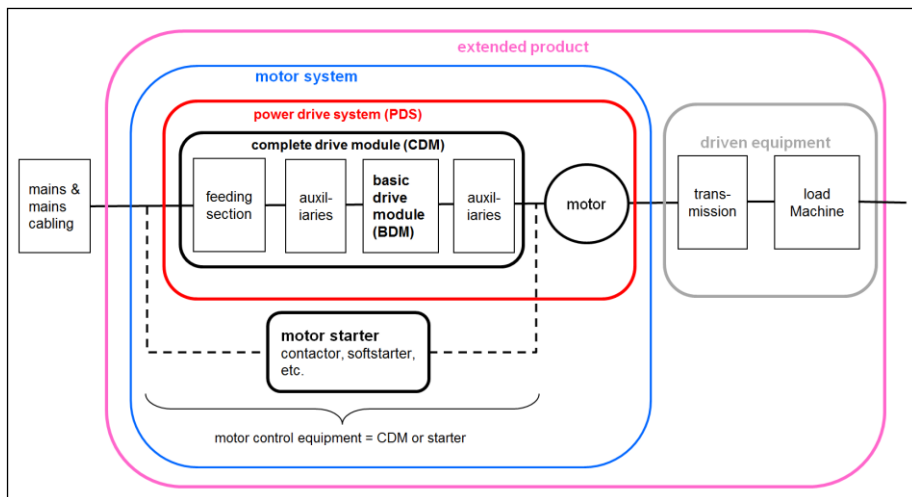 extended product
motor system
power drive system (PDS)
complete drive module (CDM)
driven equipment
mains &
mains
cabling
feeding
section
auxil-
iaries
basic
drive
module
(BDM)
auxil-
iaries
motor
trans-
mission
load
Machine
motor starter
contactor, softstarter,
etc.
motor control equipment = CDM or starter